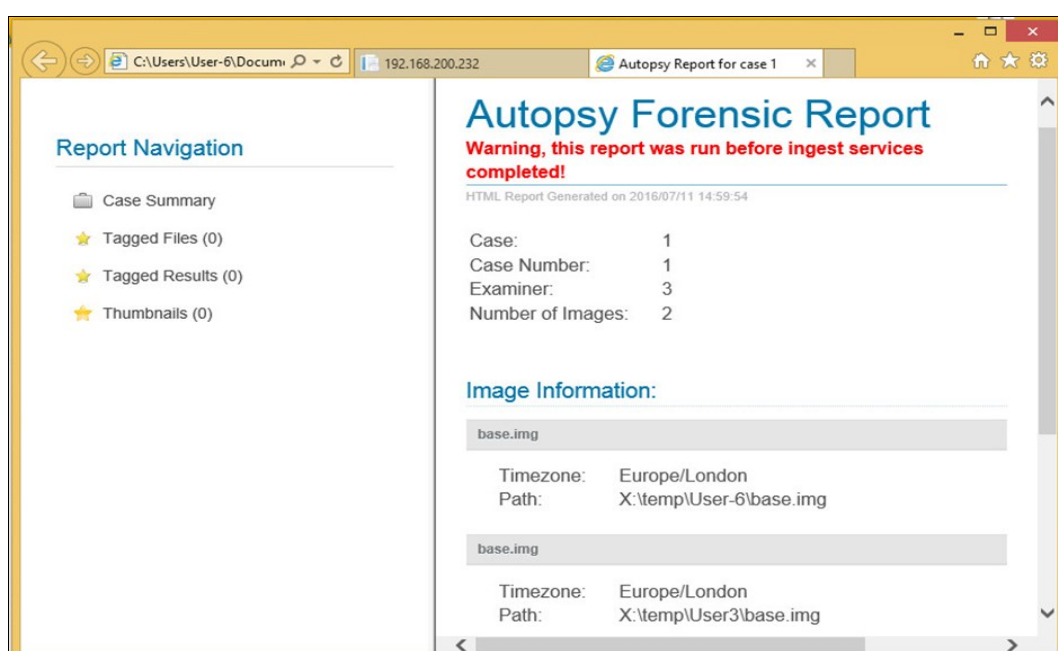 C:\Users\User-6\Docum
192.168.200.232
Autopsy Report for case 1
Report Navigation
Case Summary
Tagged Files (0)
Tagged Results (0)
Thumbnails (0)
Autopsy Forensic Report
Warning, this report was run before ingest services
completed!
HTML Report Generated on 2016/07/11 14:59:54
Case: 1
Case Number: 1
Examiner: 3
Number of Images: 2
Image Information:
base.img
Timezone: Europe/London
Path: X:\temp\User-6\base.img
base.img
Timezone: Europe/London
Path: X:\temp\User3\base.img